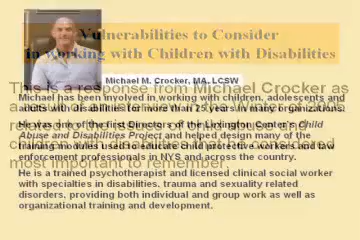 Vulnerabilities to Consider
in Working with Children with Disabilities
Michael M. Crocker, MA, LCSW
This is a response from Michael Crocker as
Michael has been involved in working with children, adolescents and
adults with disabilities for more than 25 years in many organizations.
He was one of the first Directors of the Lexington Center's Child
Abuse and Disabilities Project and helped design many of the
training modules used to educate child protective workers and law
enforcement professionals in NYS and across the country.
most important to remember.
He is a trained psychotherapist and licensed clinical social worker
with specialties in disabilities, trauma and sexuality related
disorders, providing both individual and group work as well as
organizational training and development.